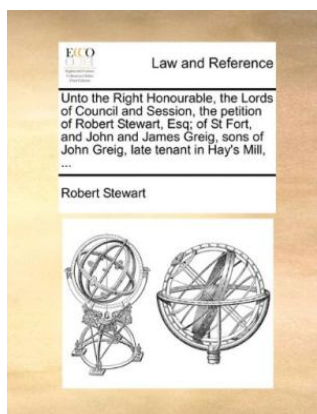 ECCO
Law and Reference
Unto the Right Honourable, the Lords
of Council and Session, the petition
of Robert Stewart, Esq; of St Fort,
and John and James Greig, sons of
John Greig, late tenant in Hay's Mill,
...
Robert Stewart